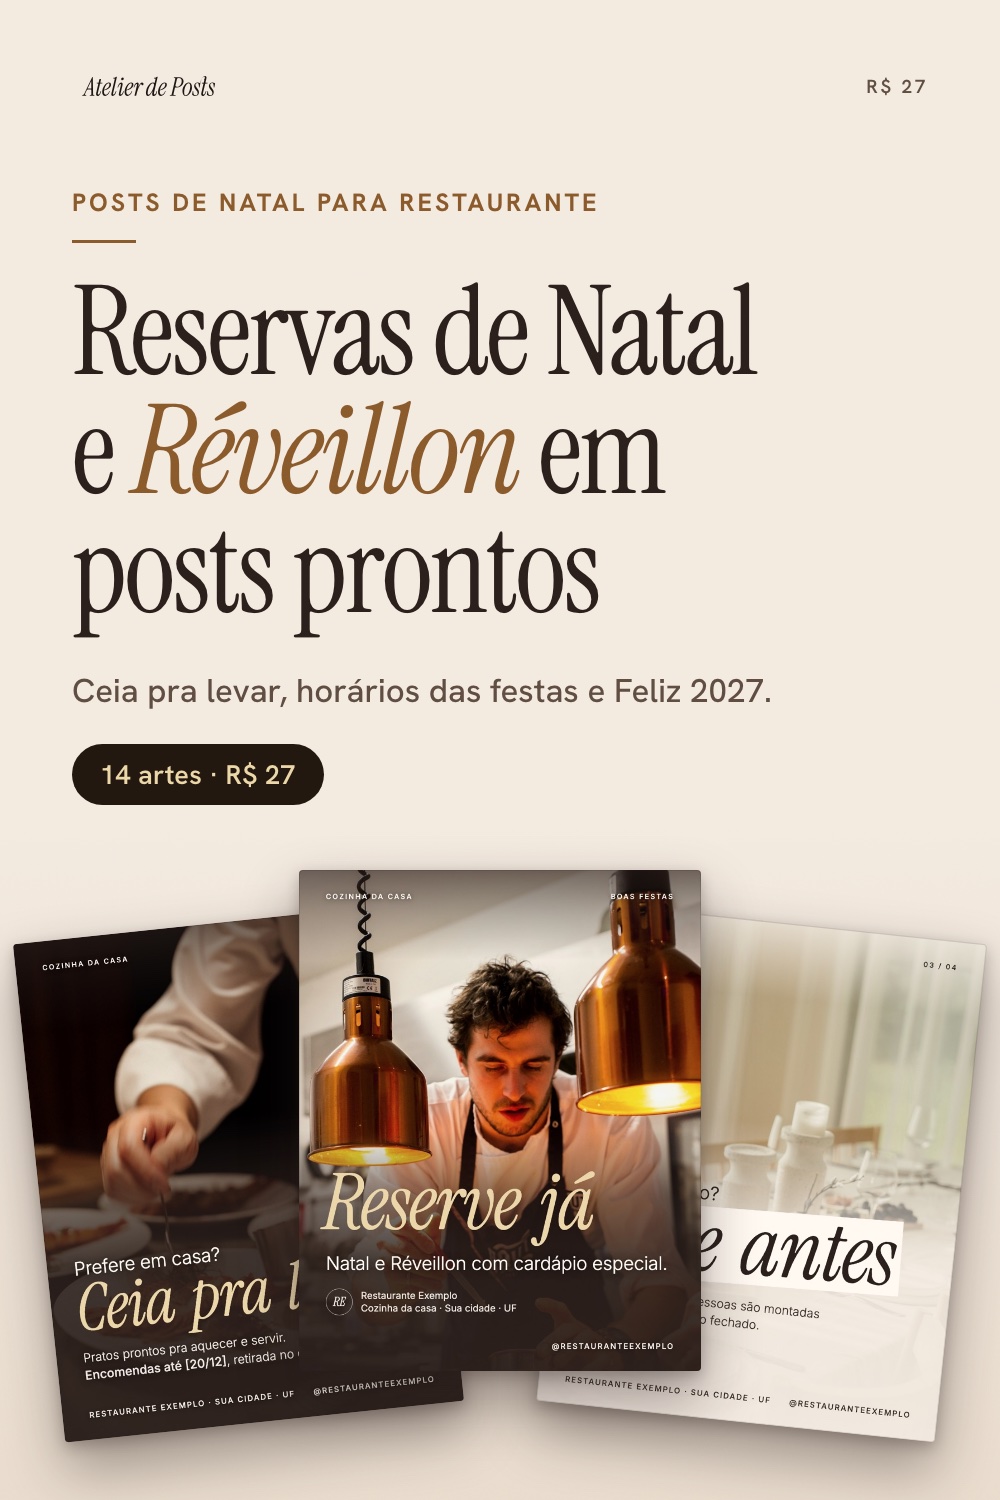 Atelier de Posts
R$ 27
POSTS DE NATAL PARA RESTAURANTE
Reservas de Natal
e Réveillon em
posts prontos
Ceia pra levar, horários das festas e Feliz 2027.
14 artes · R$ 27
COZINHA DA CASA
Prefere em casa?
Ceia pra
Pratos prontos pra aquecer e servir.
Encomendas até [20/12], retirada no
RESTAURANTE EXEMPLO · SUA CIDADE · UF
@RESTAURANTEEXEMPLO
COZINHA DA CASA
BOAS FESTAS
Reserve já
Natal e Réveillon com cardápio especial.
RE
Restaurante Exemplo
Cozinha da casa · Sua cidade · UF
@RESTAURANTEEXEMPLO
03 / 04
antes
são montadas
fechado.
RESTAURANTE EXEMPLO · SUA CIDADE · UF
@RESTAURANTEEXEMPLO